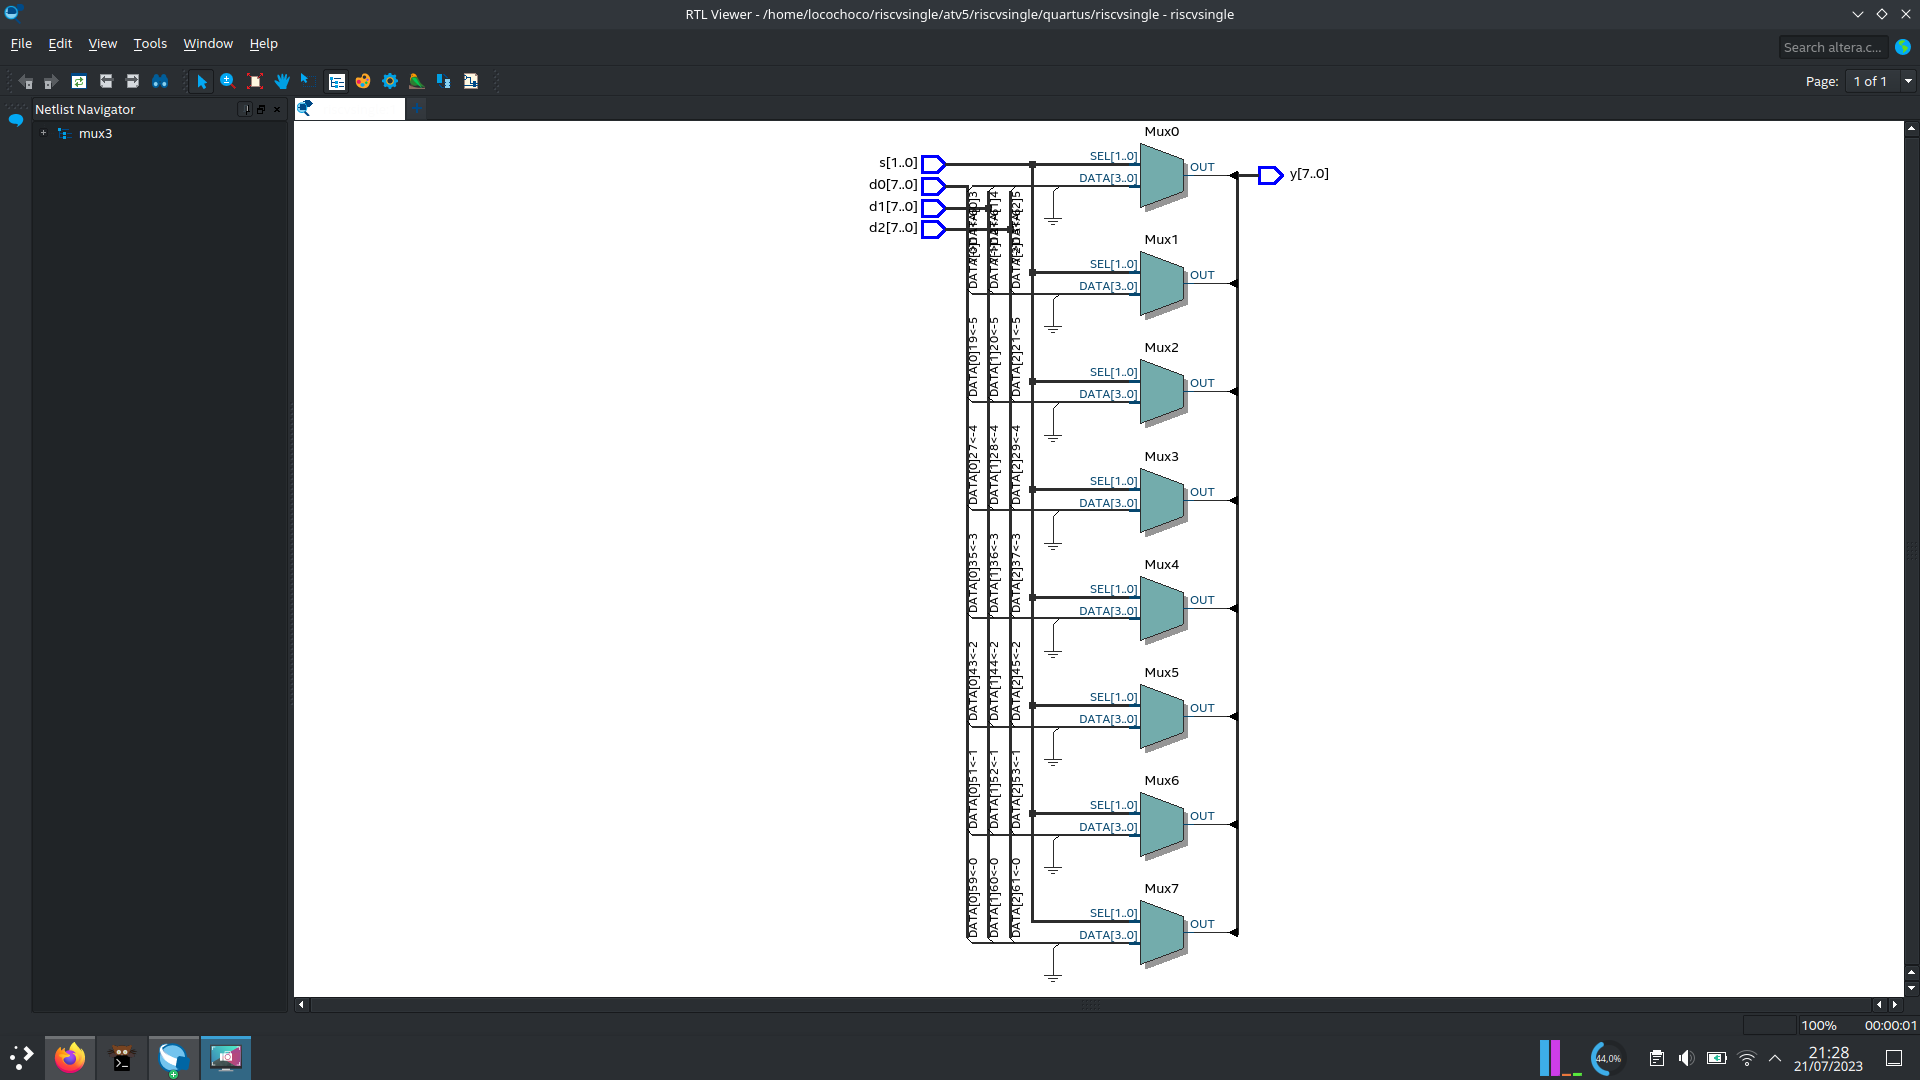 RTL Viewer - /home/locochoco/riscvsingle/atv5/riscvsingle/quartus/riscvsingle - riscvsingle
File Edit View Tools Window Help
Search altera.c...
Page: 1 of 1
Netlist Navigator
mux3
Mux0
s[1..0]
SEL[1..0]
OUT
y[7..0]
d0[7..0]
DATA[3..0]
d1[7..0]
d2[7..0]
Mux1
SEL[1..0]
OUT
DATA[3..0]
DATA[0]19<-5
DATA[1]20<-5
DATA[2]21<-5
Mux2
SEL[1..0]
OUT
DATA[3..0]
DATA[0]27<-4
DATA[1]28<-4
DATA[2]29<-4
Mux3
SEL[1..0]
OUT
DATA[3..0]
DATA[0]35<-3
DATA[1]36<-3
DATA[2]37<-3
Mux4
SEL[1..0]
OUT
DATA[3..0]
DATA[0]43<-2
DATA[1]44<-2
DATA[2]45<-2
Mux5
SEL[1..0]
OUT
DATA[3..0]
DATA[0]51<-1
DATA[1]52<-1
DATA[2]53<-1
Mux6
SEL[1..0]
OUT
DATA[3..0]
DATA[0]59<-0
DATA[1]60<-0
DATA[2]61<-0
Mux7
SEL[1..0]
OUT
DATA[3..0]
100% 00:00:01
44,0%
21:28
21/07/2023